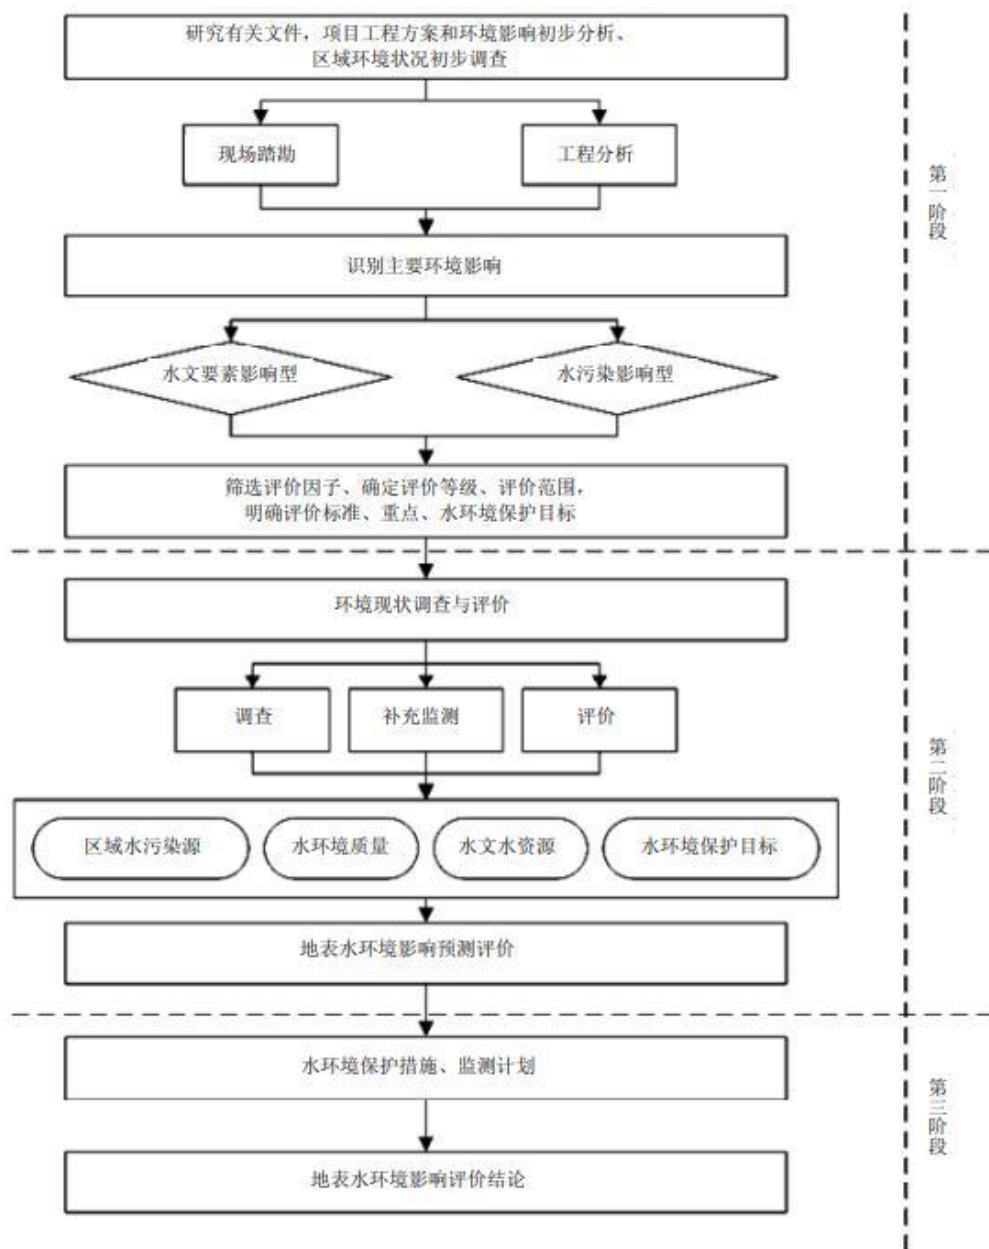 研究有关文件，项目工程方案和环境影响初步分析、
区域环境状况初步调查
现场踏勘
工程分析
识别主要环境影响
水文要素影响型
水污染影响型
筛选评价因子、确定评价等级、评价范围，
明确评价标准、重点、水环境保护目标
第一阶段
环境现状调查与评价
调查
补充监测
评价
区域水污染源
水环境质量
水文水资源
水环境保护目标
地表水环境影响预测评价
第二阶段
水环境保护措施、监测计划
地表水环境影响评价结论
第三阶段